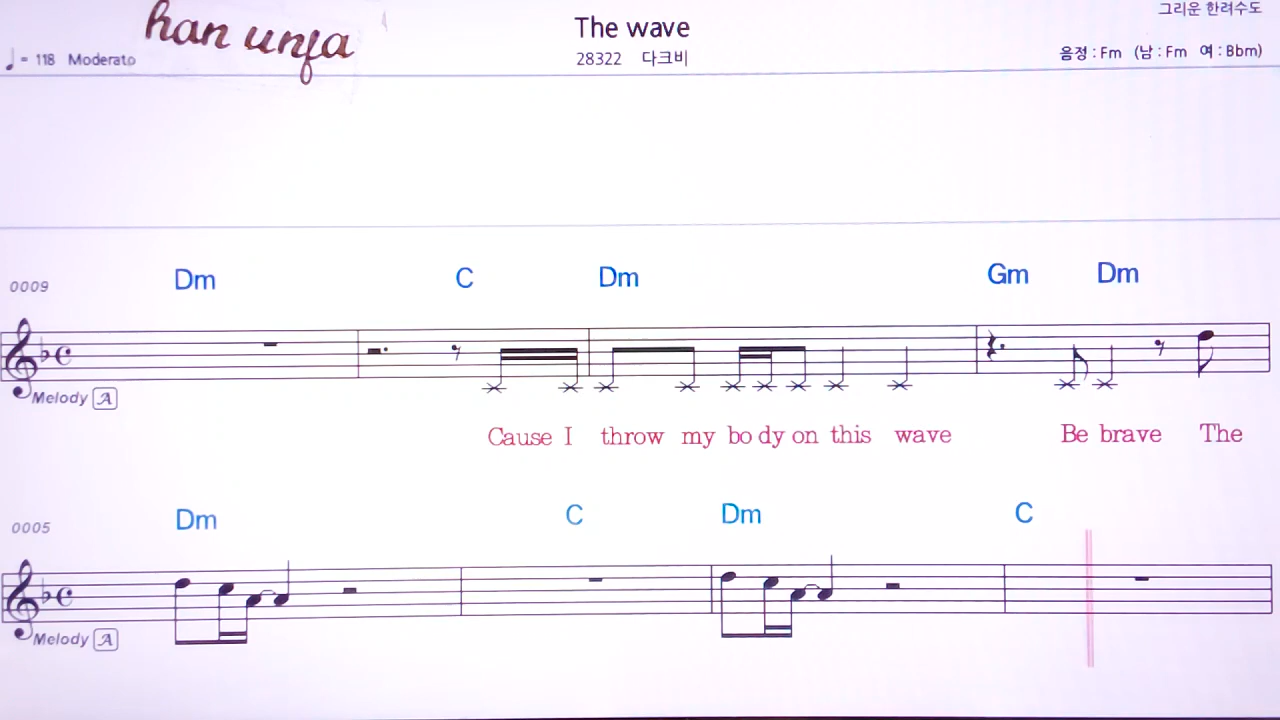 han unfa
The wave
그리운 한려수도
♩ = 118 Moderato
28322 다크비
음정 : Fm (남 : Fm 여 : Bbm)
Dm C Dm Gm Dm
0009
Melody A
Cause I throw my bo dy on this wave Be brave The
Dm C Dm C
0005
Melody A